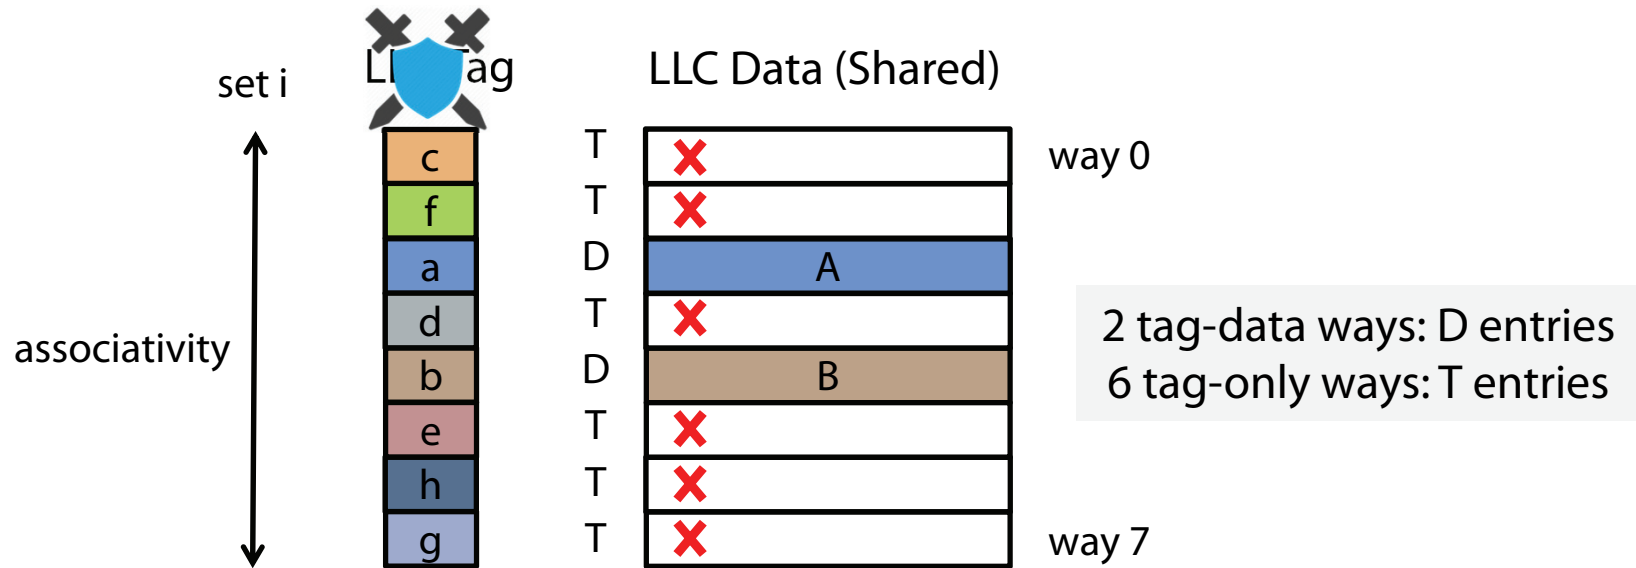 set i
ag
LLC Data (Shared)
c T way 0
f T
a D A
d T
associativity
b D B
e T
h T
g T way 7
2 tag-data ways: D entries
6 tag-only ways: T entries